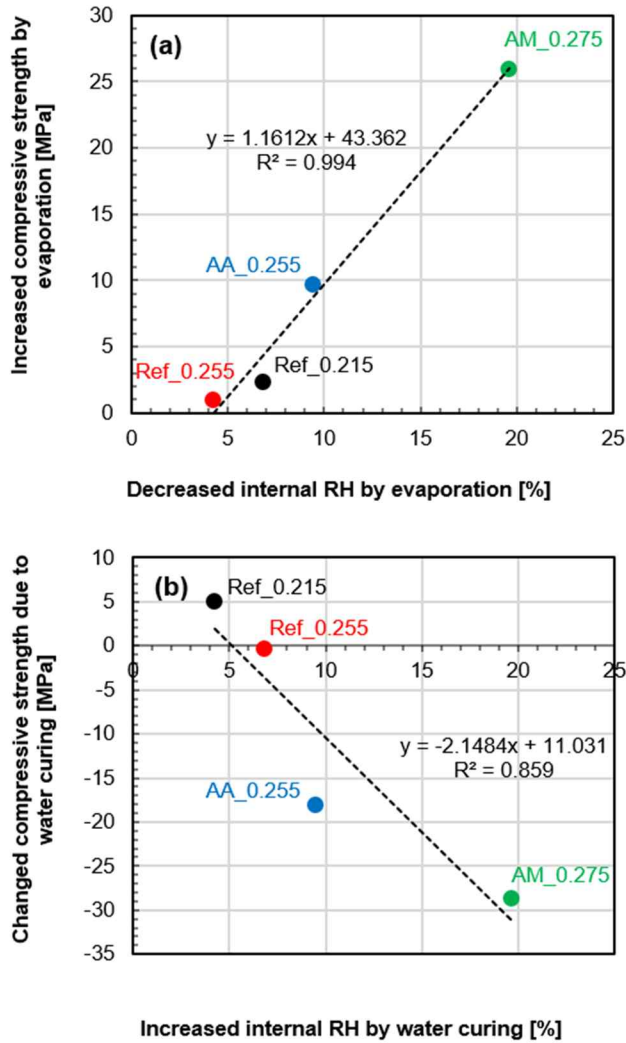 30
(a)
AM_0.275
25
20
y = 1.1612x + 43.362
R² = 0.994
15
AA_0.255
10
5
Ref_0.255
Ref_0.215
0
0 5 10 15 20 25
Increased compressive strength by
evaporation [MPa]
Decreased internal RH by evaporation [%]
10
(b)
Ref_0.215
5
Ref_0.255
0
0 5 10 15 20 25
-5
-10
y = -2.1484x + 11.031
R² = 0.859
-15
AA_0.255
-20
-25
AM_0.275
-30
-35
Changed compressive strength due to
water curing [MPa]
Increased internal RH by water curing [%]